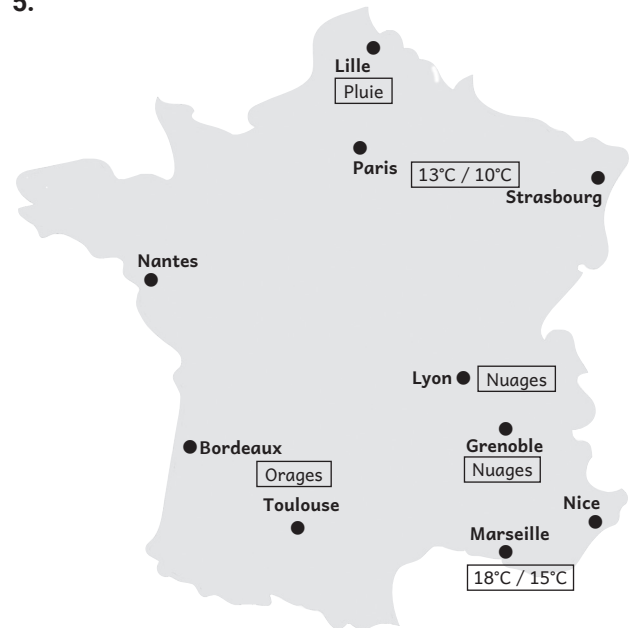 5.
Lille
Pluie
Paris
13°C / 10°C
Strasbourg
Nantes
Lyon
Nuages
Grenoble
Nuages
Bordeaux
Orages
Toulouse
Nice
Marseille
18°C / 15°C